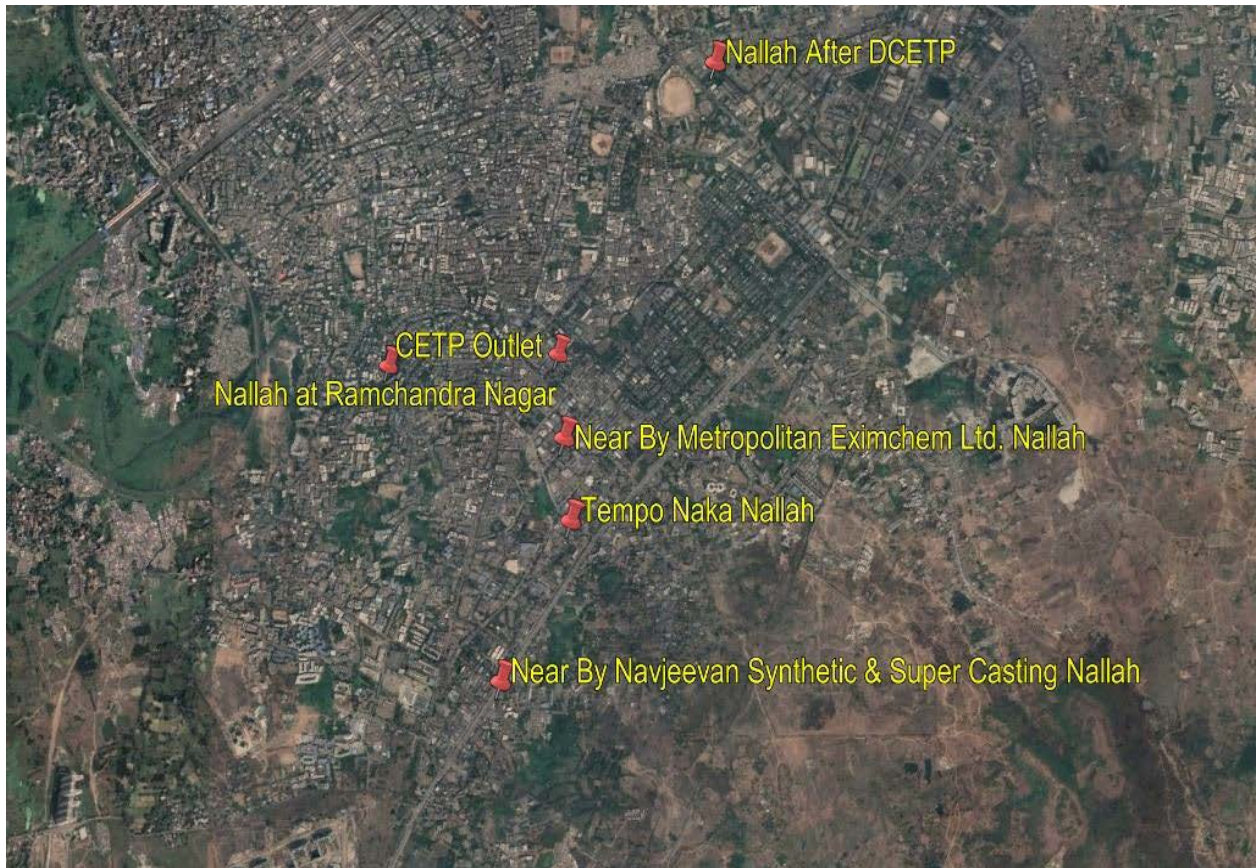 Nallah After DCETP
CETP Outlet
Nallah at Ramchandra Nagar
Near By Metropolitan Eximchem Ltd. Nallah
Tempo Naka Nallah
Near By Navjeevan Synthetic & Super Casting Nallah